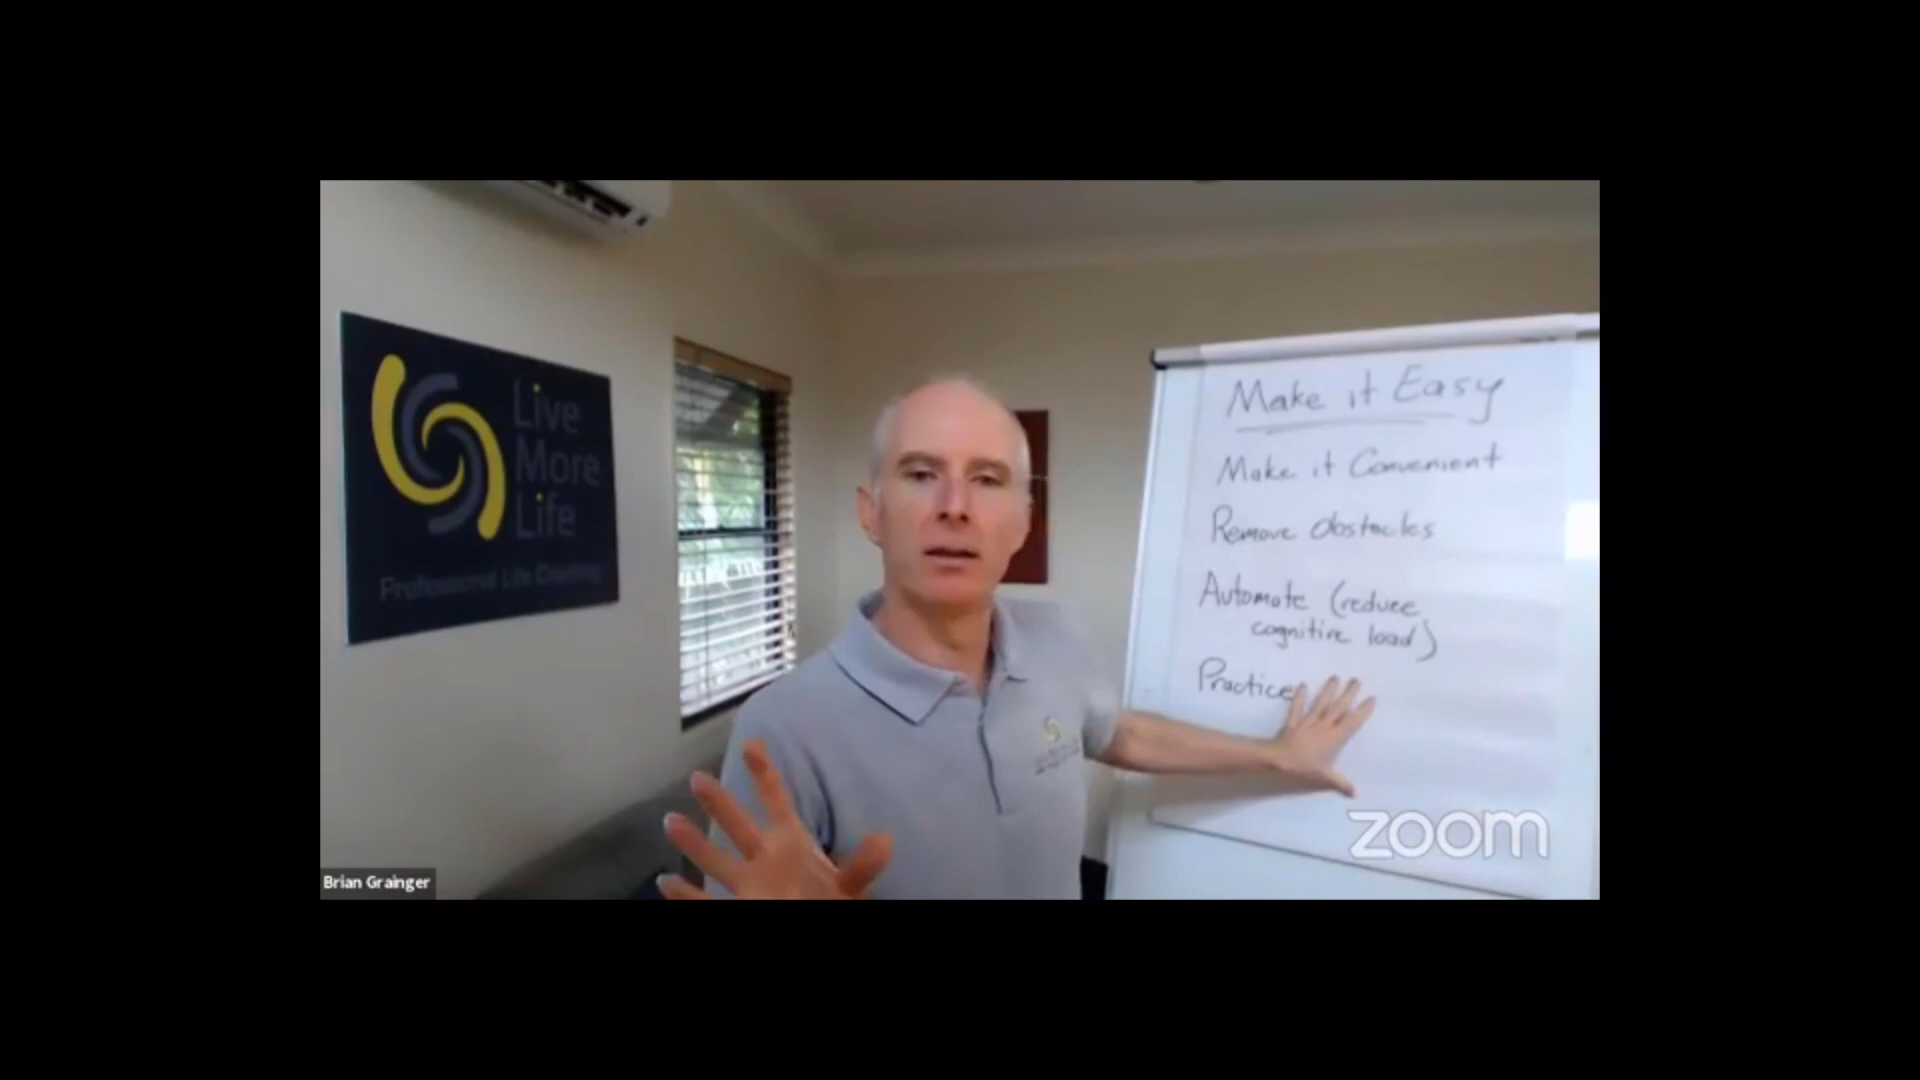 Live
More
Life
Professional Life Coaching
Make it Easy
Make it Convenient
Remove obstacles
Automate (reduce
cognitive load)
Practice
zoom
Brian Grainger